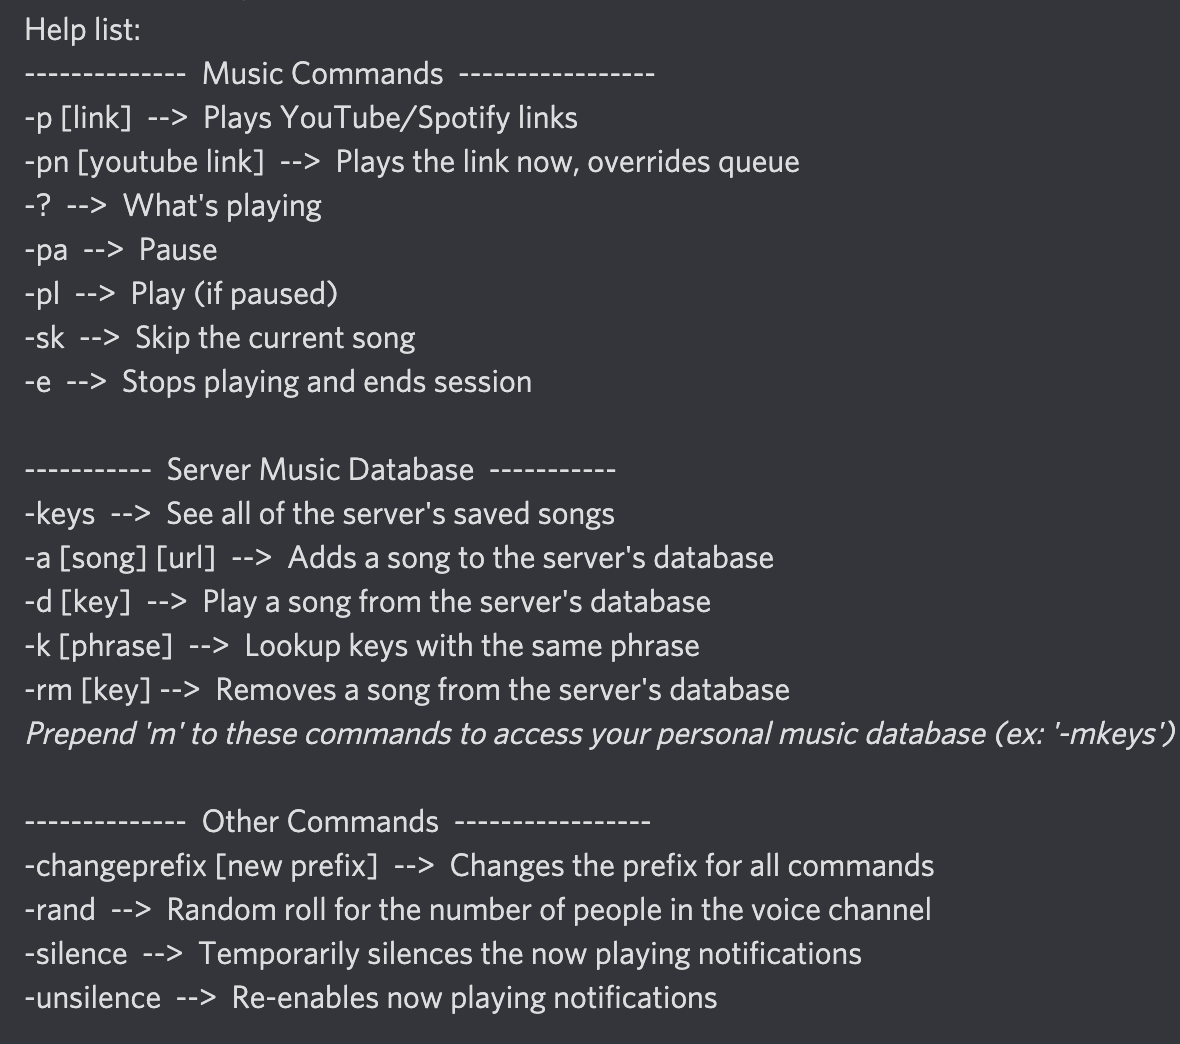 Help list:
-------------- Music Commands -----------------
-p [link] --> Plays YouTube/Spotify links
-pn [youtube link] --> Plays the link now, overrides queue
-? --> What's playing
-pa --> Pause
-pl --> Play (if paused)
-sk --> Skip the current song
-e --> Stops playing and ends session
----------- Server Music Database -----------
-keys --> See all of the server's saved songs
-a [song] [url] --> Adds a song to the server's database
-d [key] --> Play a song from the server's database
-k [phrase] --> Lookup keys with the same phrase
-rm [key] --> Removes a song from the server's database
Prepend 'm' to these commands to access your personal music database (ex: '-mkeys')
-------------- Other Commands -----------------
-changeprefix [new prefix] --> Changes the prefix for all commands
-rand --> Random roll for the number of people in the voice channel
-silence --> Temporarily silences the now playing notifications
-unsilence --> Re-enables now playing notifications